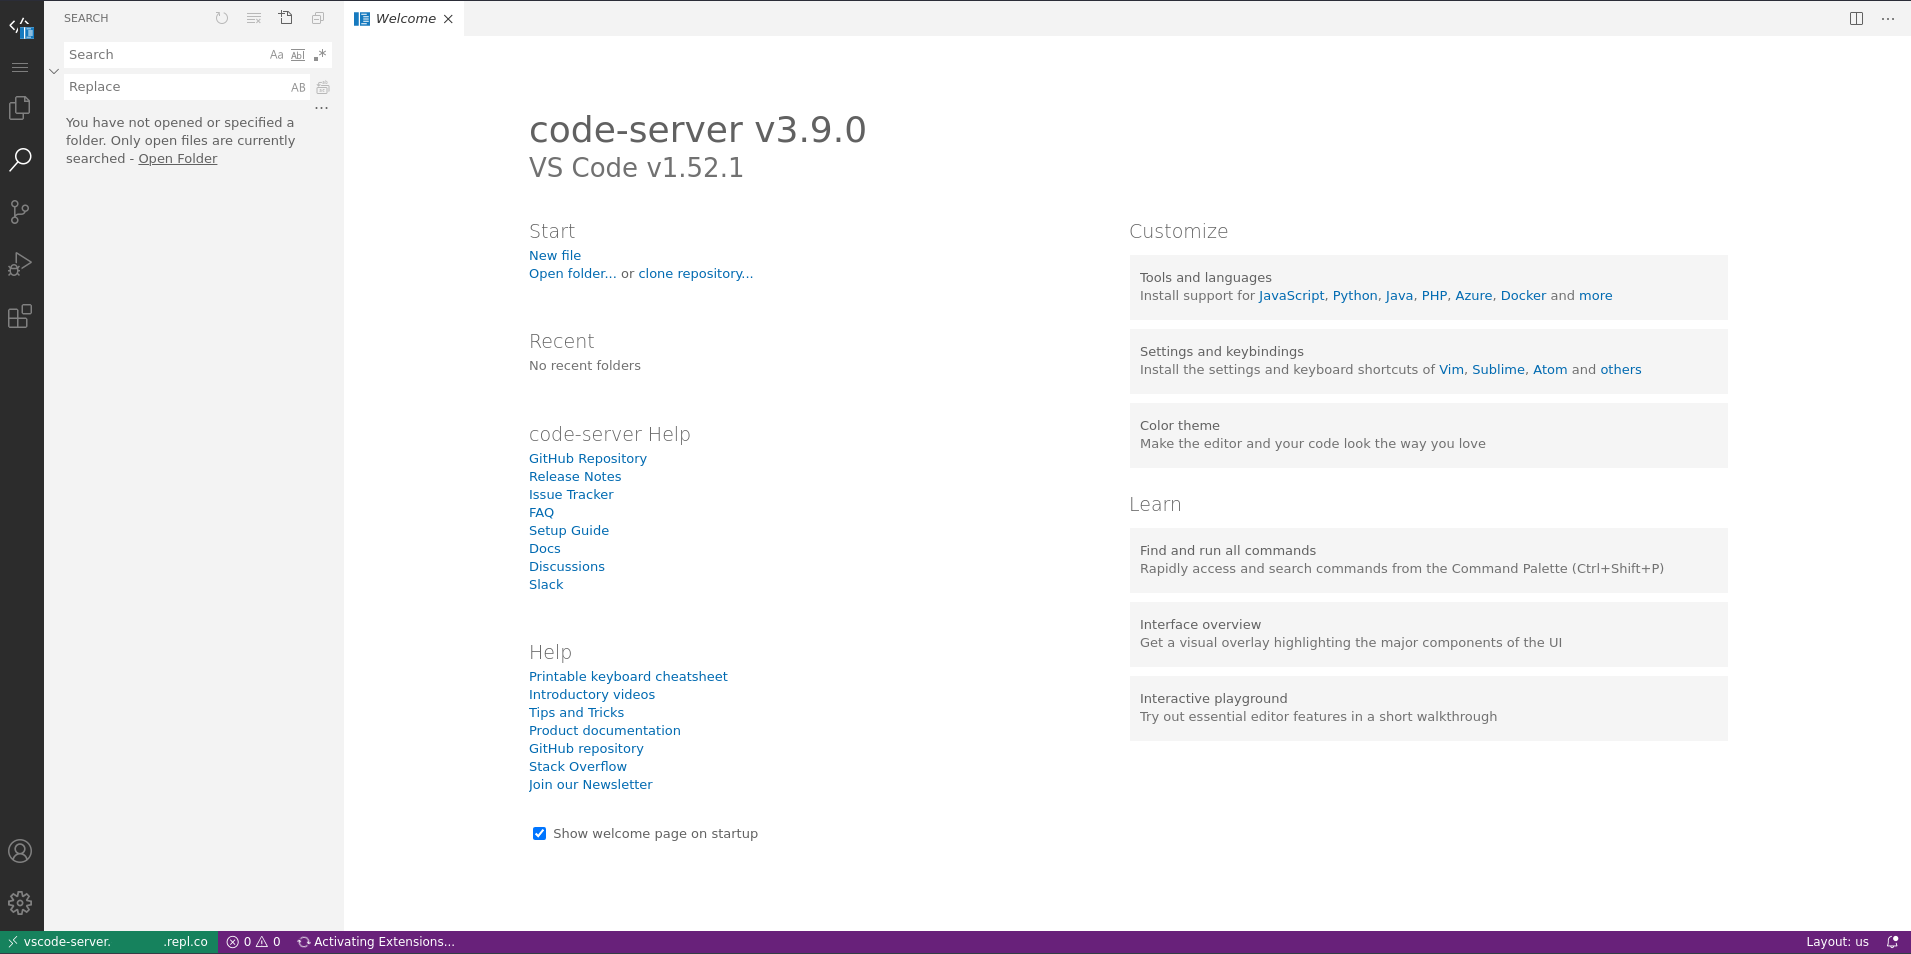 SEARCH
Search
Aa
Abl
Replace
AB
You have not opened or specified a
folder. Only open files are currently
searched - Open Folder
Welcome
code-server v3.9.0
VS Code v1.52.1
Start
New file
Open folder... or clone repository...
Recent
No recent folders
code-server Help
GitHub Repository
Release Notes
Issue Tracker
FAQ
Setup Guide
Docs
Discussions
Slack
Help
Printable keyboard cheatsheet
Introductory videos
Tips and Tricks
Product documentation
GitHub repository
Stack Overflow
Join our Newsletter
Show welcome page on startup
Customize
Tools and languages
Install support for JavaScript, Python, Java, PHP, Azure, Docker and more
Settings and keybindings
Install the settings and keyboard shortcuts of Vim, Sublime, Atom and others
Color theme
Make the editor and your code look the way you love
Learn
Find and run all commands
Rapidly access and search commands from the Command Palette (Ctrl+Shift+P)
Interface overview
Get a visual overlay highlighting the major components of the UI
Interactive playground
Try out essential editor features in a short walkthrough
vscode-server. .repl.co
0 0
Activating Extensions...
Layout: us